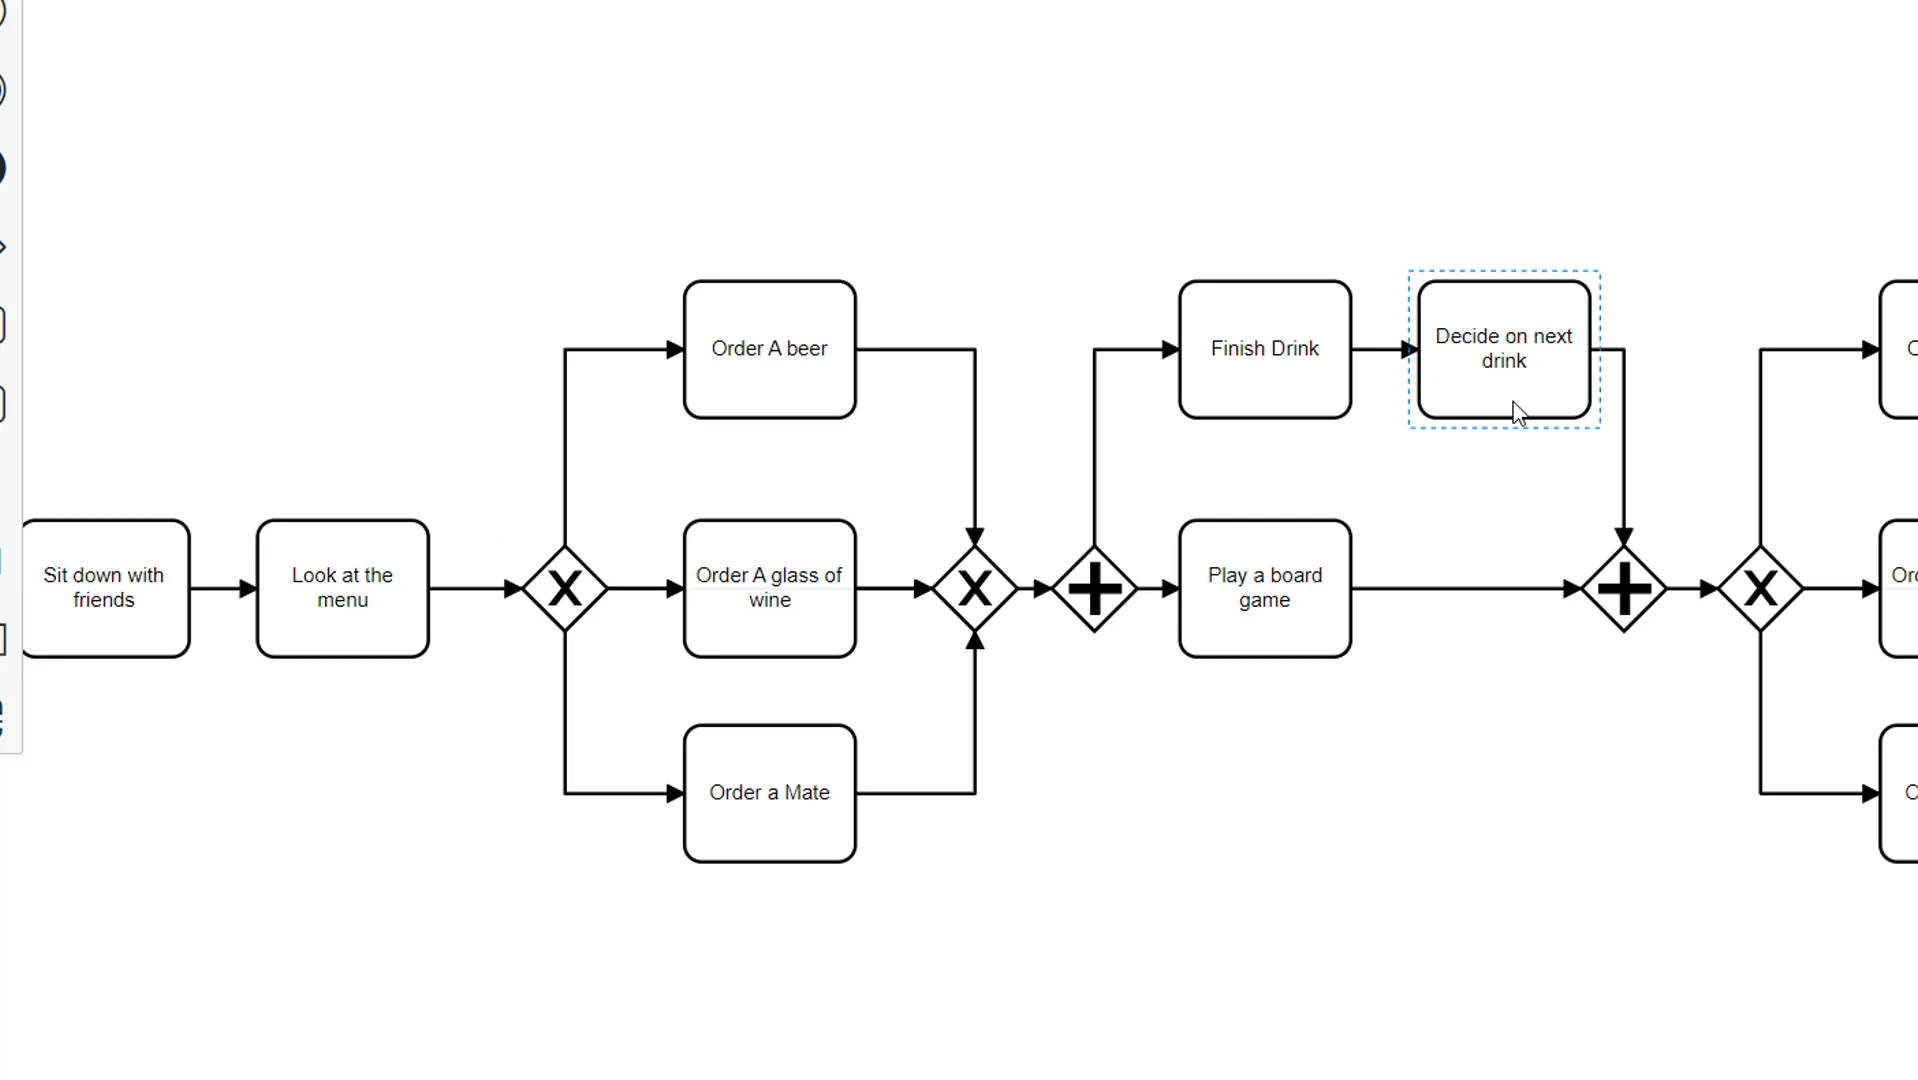 Sit down with
friends
Look at the
menu
Order A beer
Order A glass of
wine
Order a Mate
Finish Drink
Decide on next
drink
Play a board
game